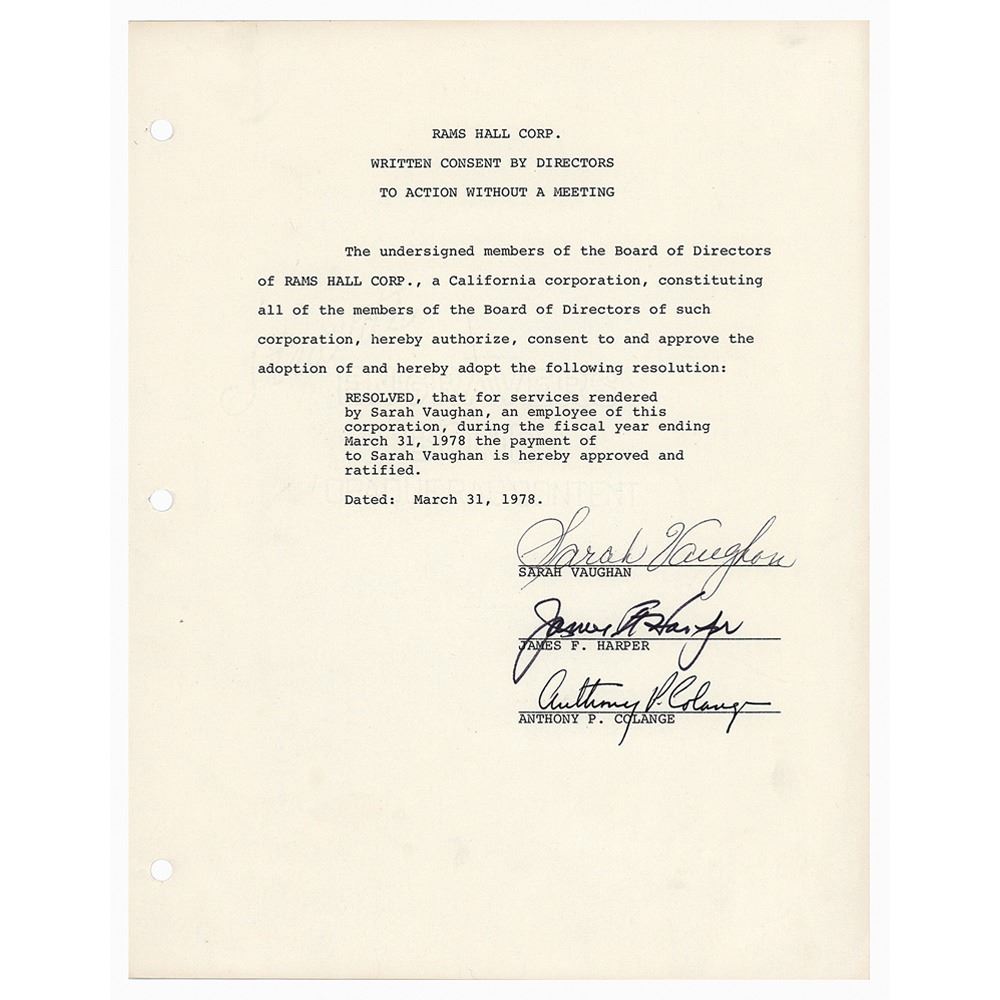 RAMS HALL CORP.
WRITTEN CONSENT BY DIRECTORS
TO ACTION WITHOUT A MEETING
The undersigned members of the Board of Directors
of RAMS HALL CORP., a California corporation, constituting
all of the members of the Board of Directors of such
corporation, hereby authorize, consent to and approve the
adoption of and hereby adopt the following resolution:
RESOLVED, that for services rendered
by Sarah Vaughan, an employee of this
corporation, during the fiscal year ending
March 31, 1978 the payment of
to Sarah Vaughan is hereby approved and
ratified.
Dated: March 31, 1978.
Sarah Vaughan
SARAH VAUGHAN
James F. Harper
JAMES F. HARPER
Anthony P. Colange
ANTHONY P. COLANGE